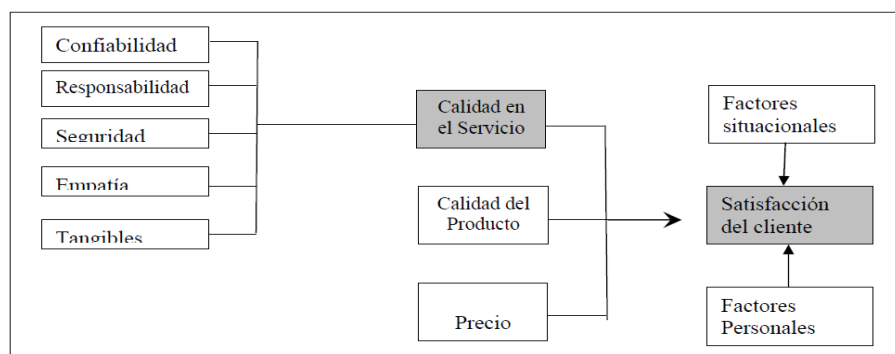 Confiabilidad
Responsabilidad
Seguridad
Empatía
Tangibles
Calidad en
el Servicio
Calidad del
Producto
Precio
Factores
situacionales
Satisfacción
del cliente
Factores
Personales